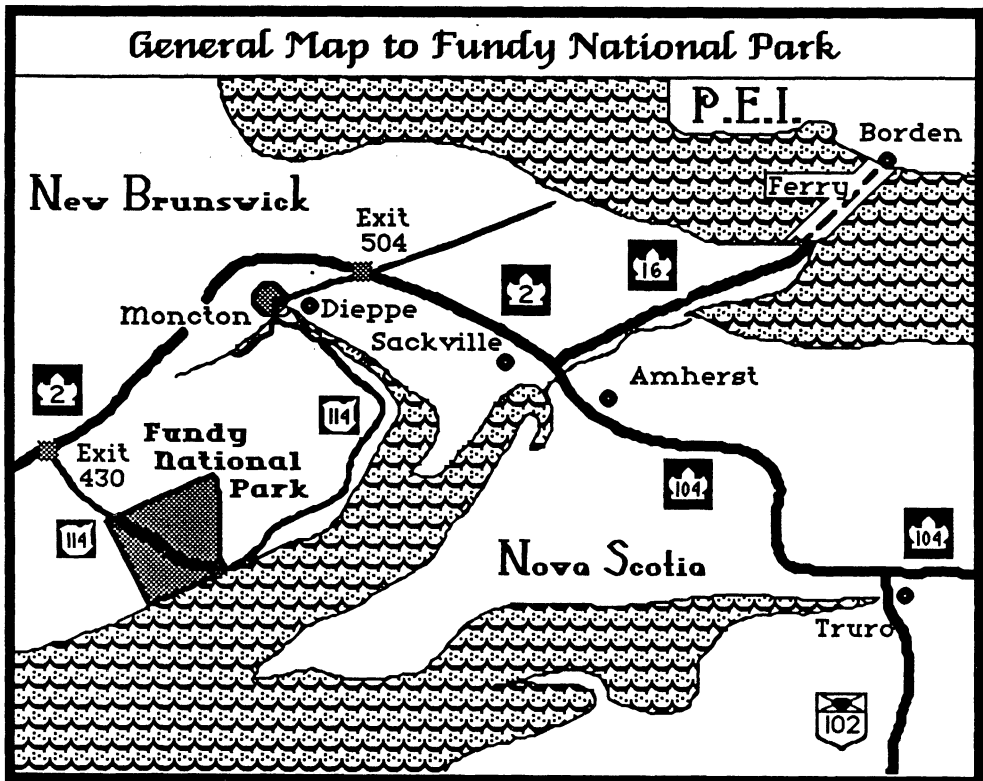 General Map to Fundy National Park
P.E.I.
Borden
Ferry
New Brunswick
Exit
504
16
2
Moncton
Dieppe
Sackville
Amherst
2
114
Fundy
National
Park
Exit
430
104
114
104
Nova Scotia
Truro
102